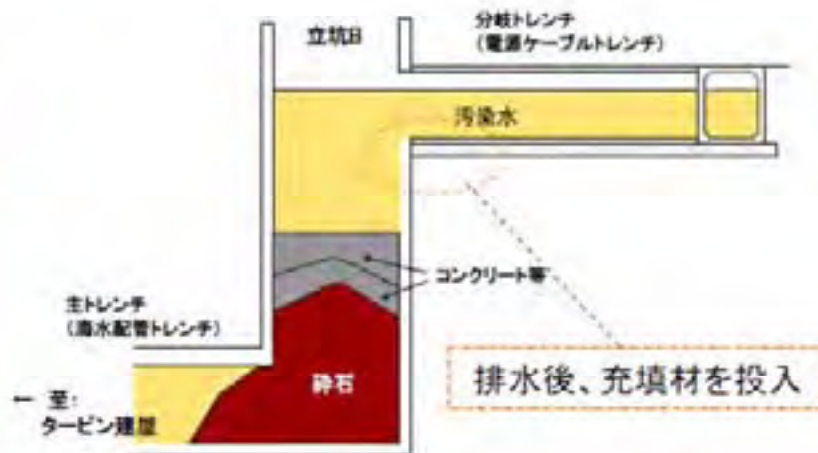 立坑B
分岐トレンチ
(電源ケーブルトレンチ)
汚染水
コンクリート等
主トレンチ
(海水配管トレンチ)
砕石
排水後、充填材を投入
← 至:
タービン建屋